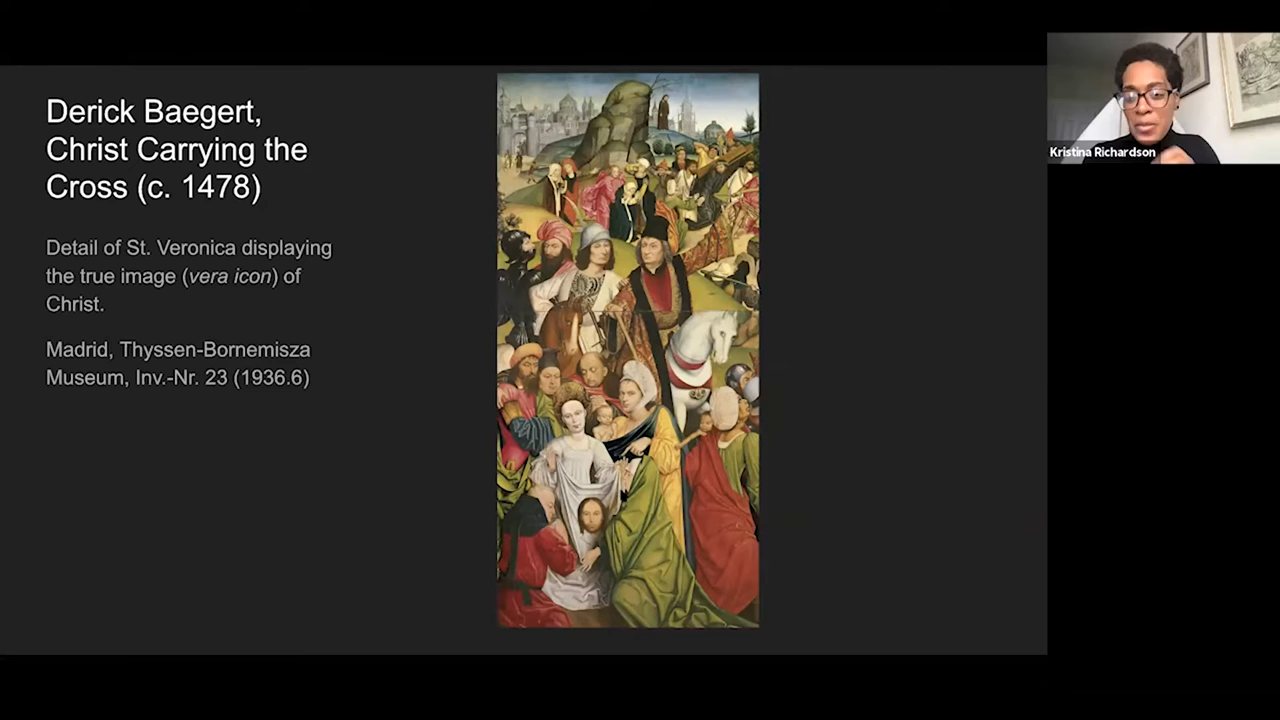 Derick Baegert,
Christ Carrying the
Cross (c. 1478)
Detail of St. Veronica displaying
the true image (vera icon) of
Christ.
Madrid, Thyssen-Bornemisza
Museum, Inv.-Nr. 23 (1936.6)
Kristina Richardson